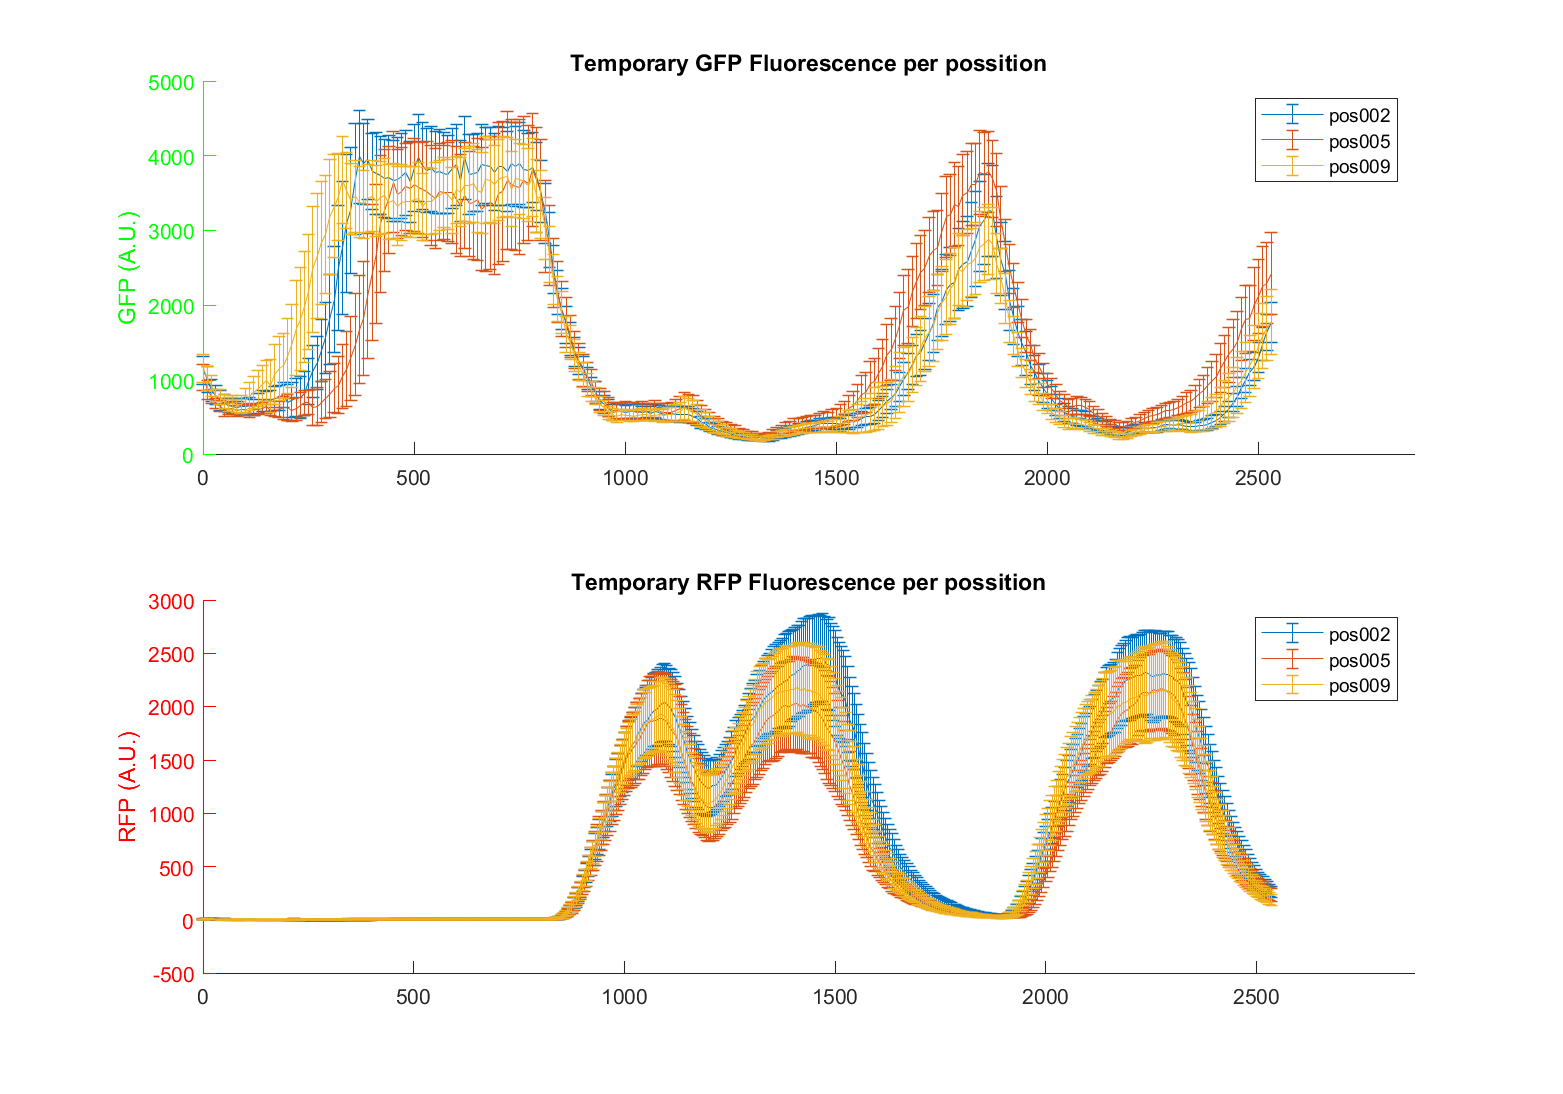 Temporary GFP Fluorescence per possition
GFP (A.U.)
5000
4000
3000
2000
1000
0
0 500 1000 1500 2000 2500
pos002
pos005
pos009
Temporary RFP Fluorescence per possition
RFP (A.U.)
3000
2500
2000
1500
1000
500
0
-500
0 500 1000 1500 2000 2500
pos002
pos005
pos009